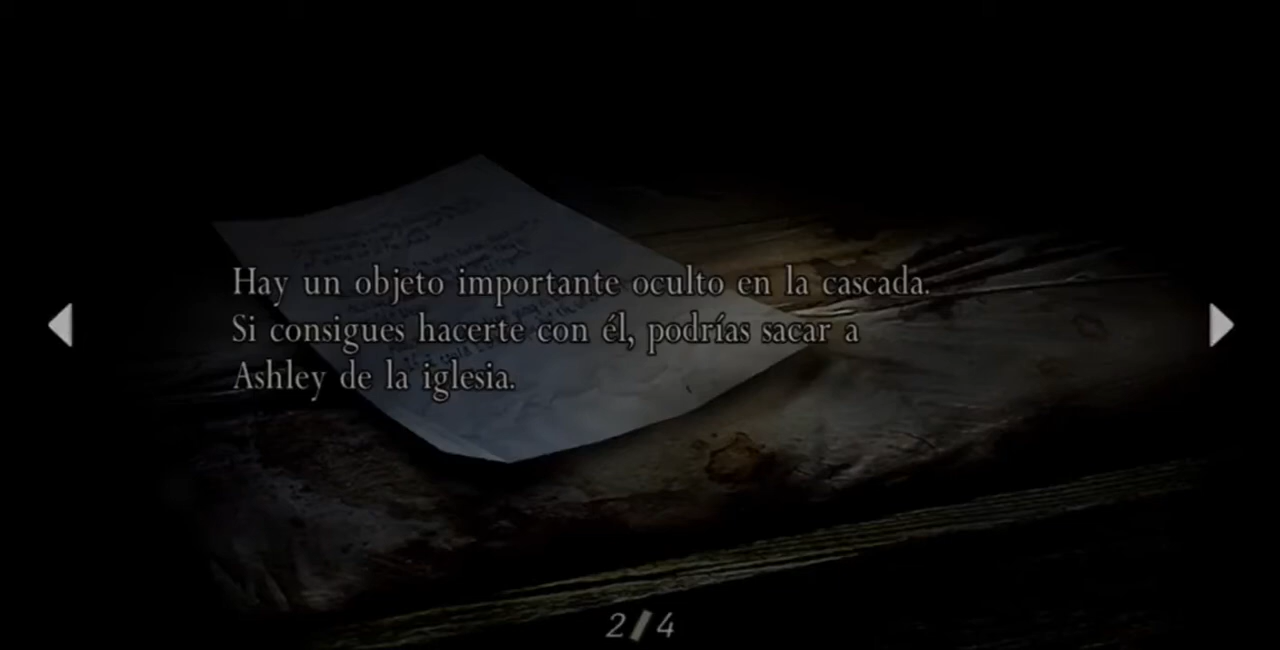 Hay un objeto importante oculto en la cascada.
Si consigues hacerte con él, podrías sacar a
Ashley de la iglesia.
2/4